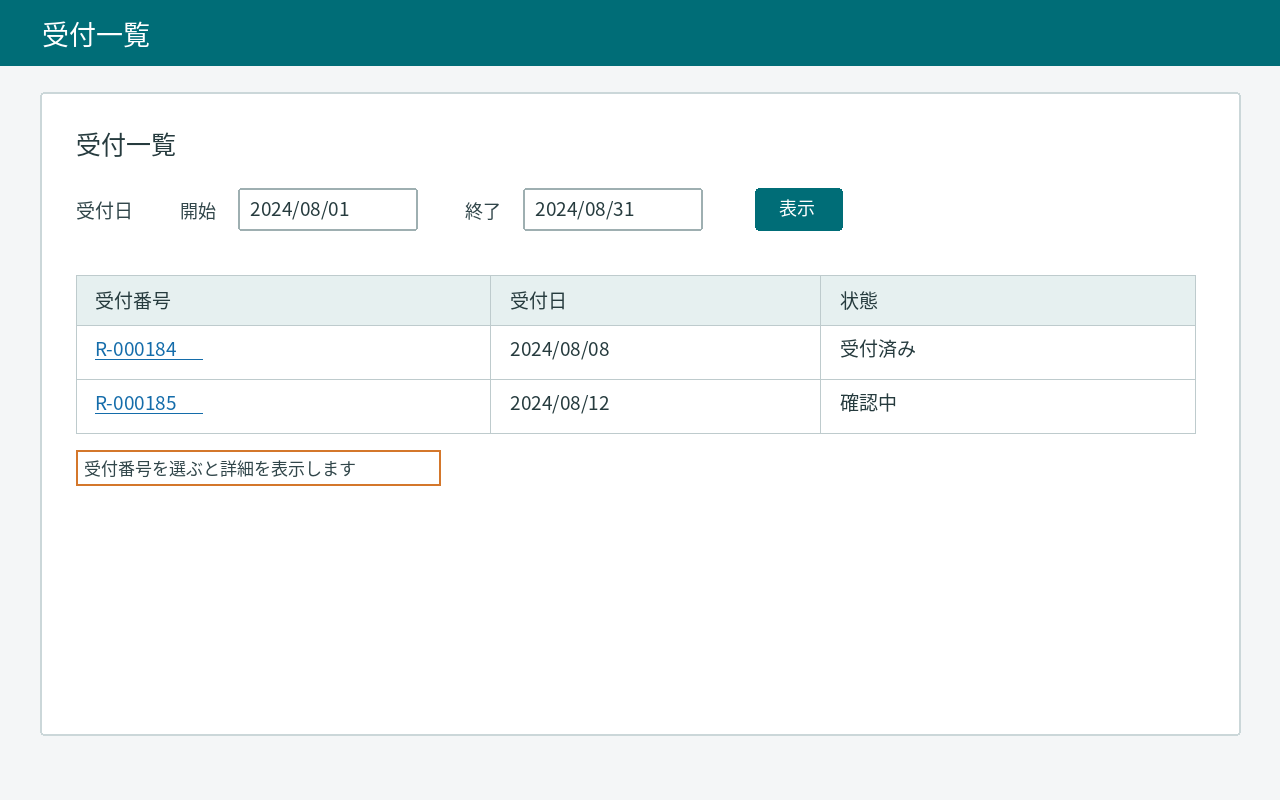 受付一覧
受付一覧
受付日 開始 2024/08/01 終了 2024/08/31 表示
受付番号 受付日 状態
R-000184 2024/08/08 受付済み
R-000185 2024/08/12 確認中
受付番号を選ぶと詳細を表示します